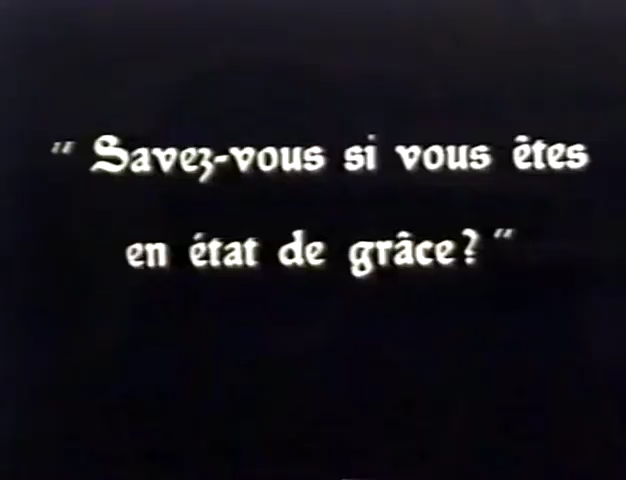 " Savez-vous si vous êtes
en état de grâce? "